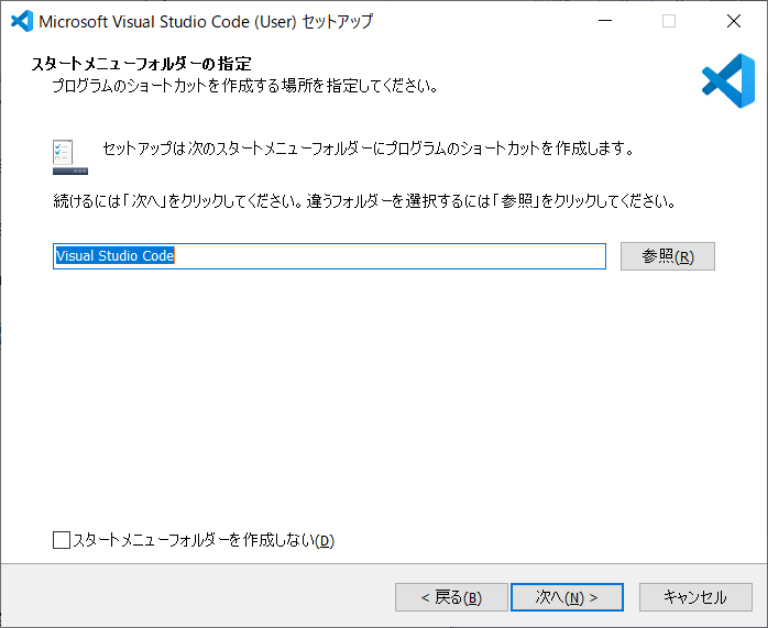 Microsoft Visual Studio Code (User) セットアップ
スタートメニューフォルダーの指定
プログラムのショートカットを作成する場所を指定してください。
セットアップは次のスタートメニューフォルダーにプログラムのショートカットを作成します。
続けるには「次へ」をクリックしてください。違うフォルダーを選択するには「参照」をクリックしてください。
Visual Studio Code 参照(R)
スタートメニューフォルダーを作成しない(D)
< 戻る(B) 次へ(N) > キャンセル